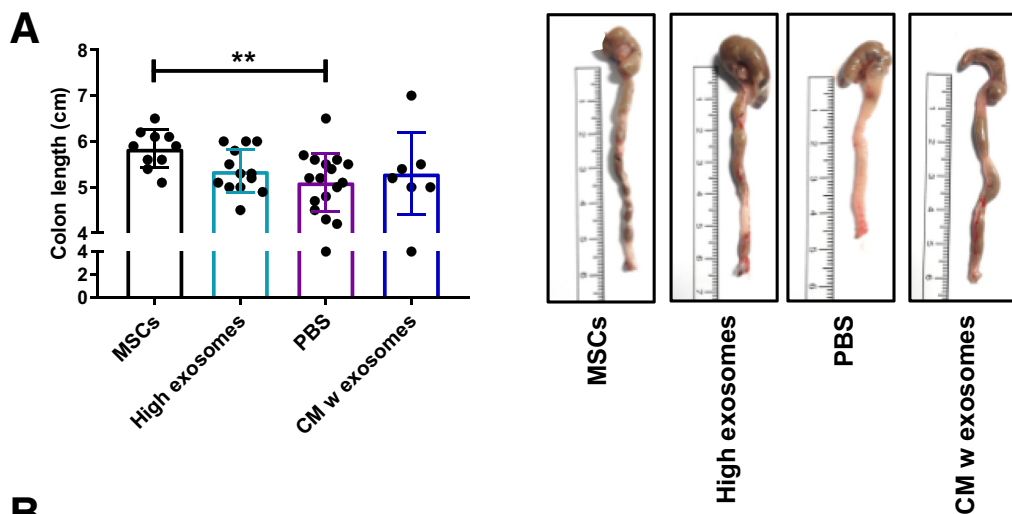 A
Colon length (cm)
8
7
6
5
4
4
2
0
**
MSCs
High exosomes
PBS
CM w exosomes
MSCs
High exosomes
PBS
CM w exosomes
B